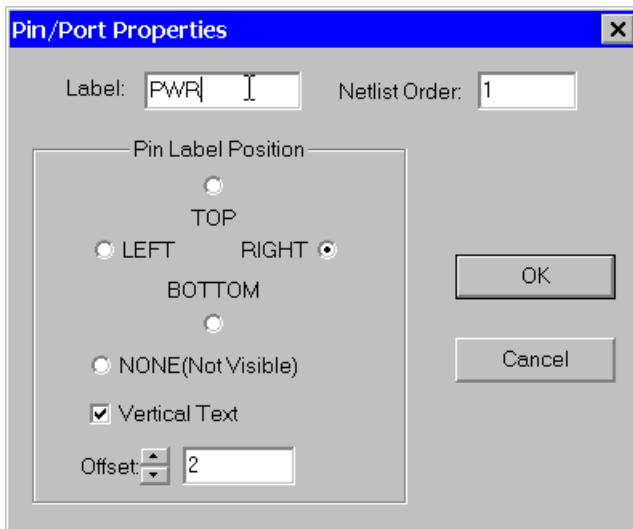 Pin/Port Properties
Label: PWR Netlist Order: 1
Pin Label Position
TOP
LEFT RIGHT
BOTTOM
OK
NONE(Not Visible)
Cancel
Vertical Text
Offset: 2